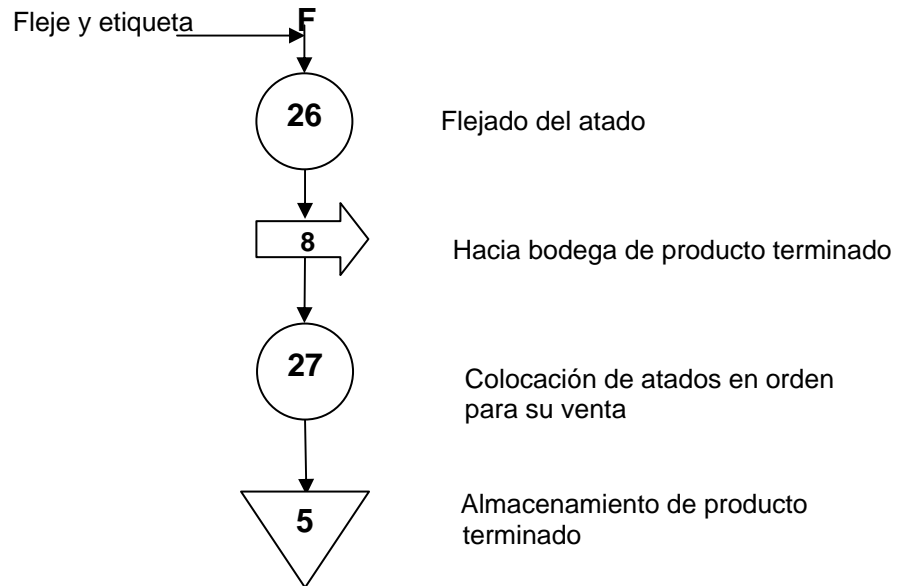 F
Fleje y etiqueta
26
Flejado del atado
8
Hacia bodega de producto terminado
27
Colocación de atados en orden
para su venta
5
Almacenamiento de producto
terminado